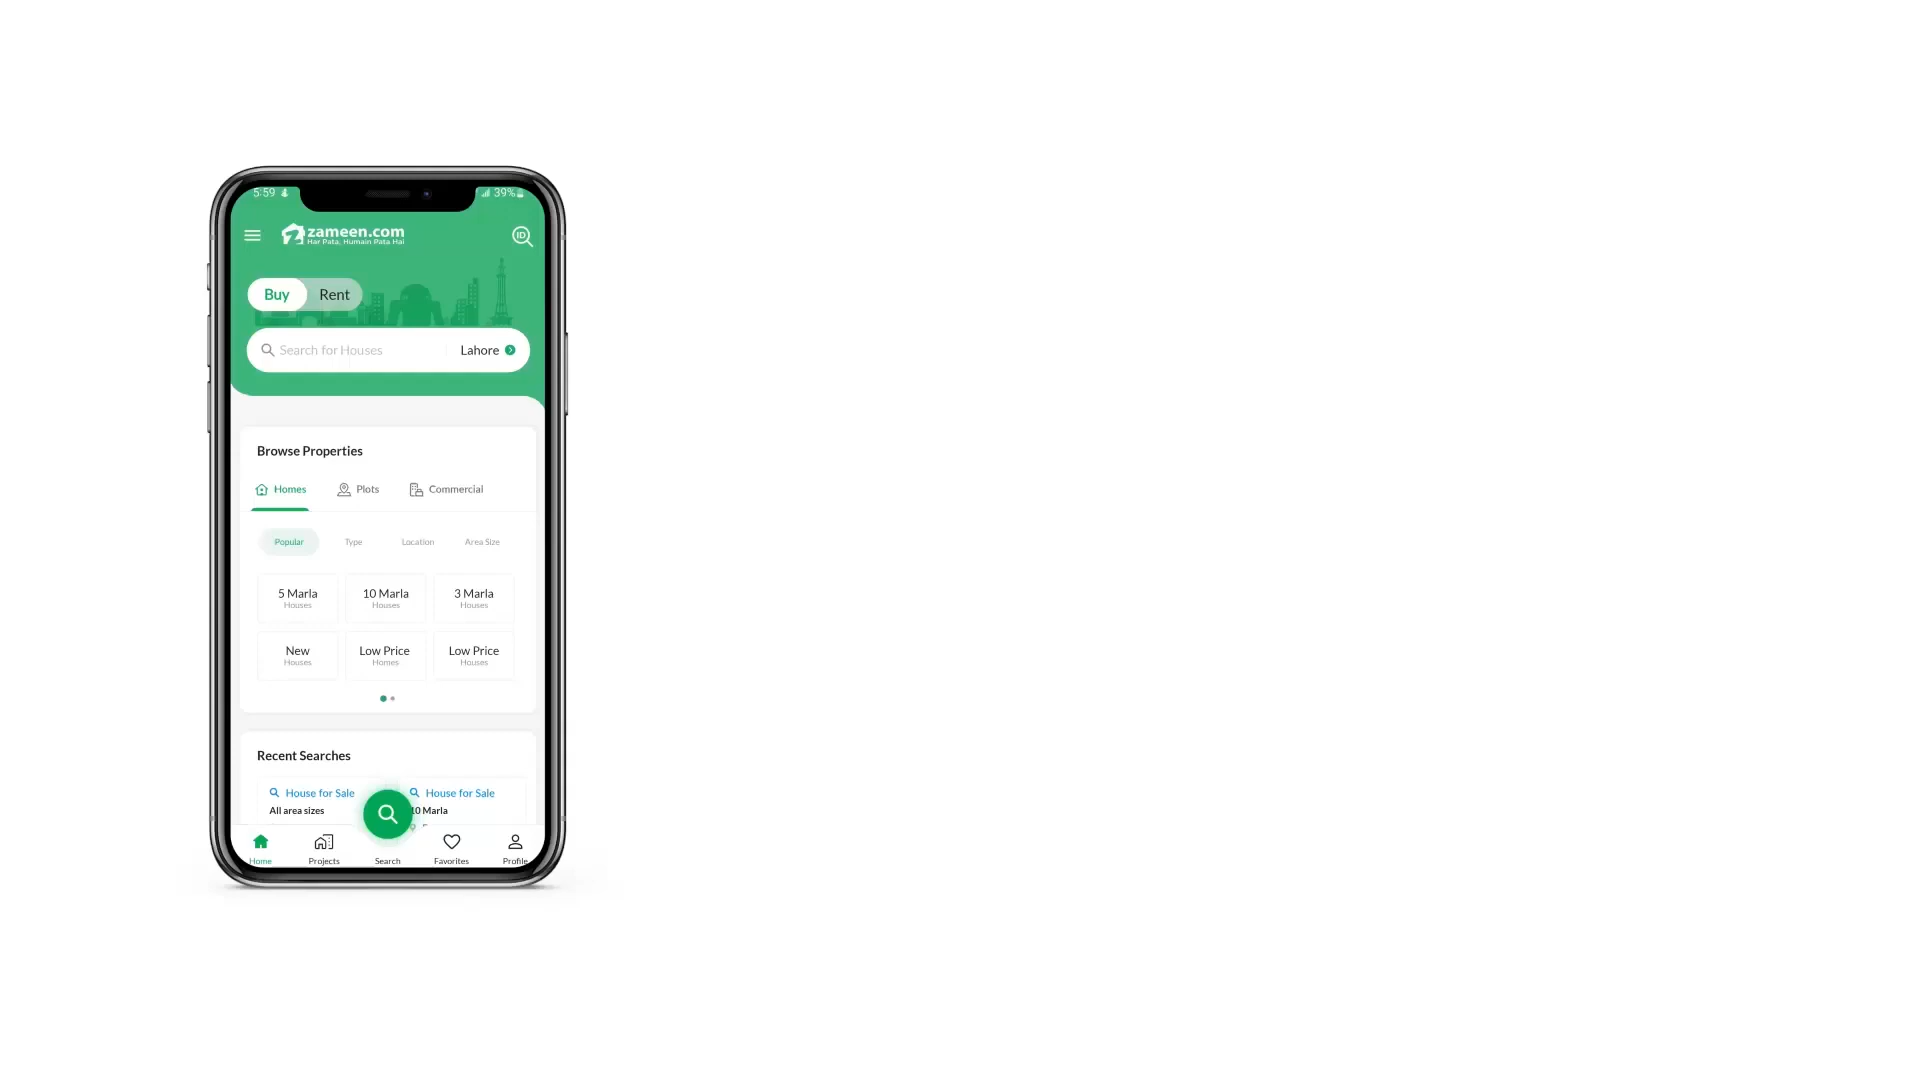 5:59 39%
zameen.com
Har Pata, Humain Pata Hai
ID
Buy Rent
Search for Houses Lahore
Browse Properties
Homes Plots Commercial
Popular Type Location Area Size
5 Marla 10 Marla 3 Marla
Houses Houses Houses
New Low Price Low Price
Houses Homes Houses
Recent Searches
House for Sale House for Sale
All area sizes 10 Marla
Home Projects Search Favorites Profile